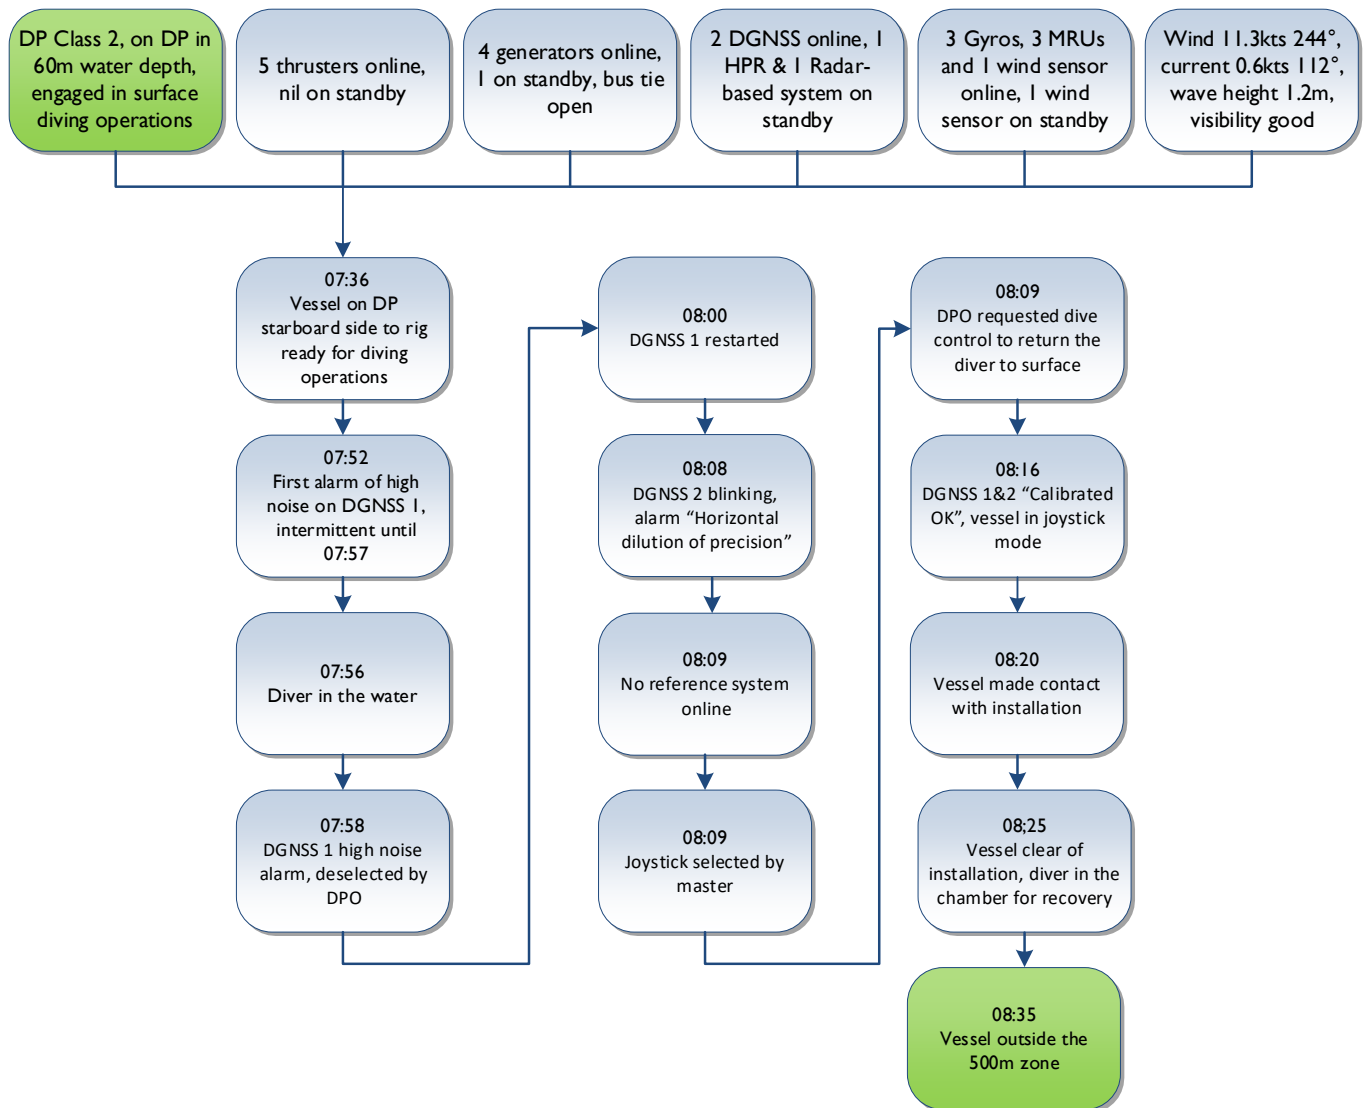 DP Class 2, on DP in
60m water depth,
engaged in surface
diving operations
5 thrusters online,
nil on standby
4 generators online,
1 on standby, bus tie
open
2 DGNSS online, 1
HPR & 1 Radar-
based system on
standby
3 Gyros, 3 MRUs
and 1 wind sensor
online, 1 wind
sensor on standby
Wind 11.3kts 244°,
current 0.6kts 112°,
wave height 1.2m,
visibility good
07:36
Vessel on DP
starboard side to rig
ready for diving
operations
07:52
First alarm of high
noise on DGNSS 1,
intermittent until
07:57
07:56
Diver in the water
07:58
DGNSS 1 high noise
alarm, deselected by
DPO
08:00
DGNSS 1 restarted
08:08
DGNSS 2 blinking,
alarm “Horizontal
dilution of precision”
08:09
No reference system
online
08:09
Joystick selected by
master
08:09
DPO requested dive
control to return the
diver to surface
08:16
DGNSS 1&2 “Calibrated
OK”, vessel in joystick
mode
08:20
Vessel made contact
with installation
08;25
Vessel clear of
installation, diver in the
chamber for recovery
08:35
Vessel outside the
500m zone